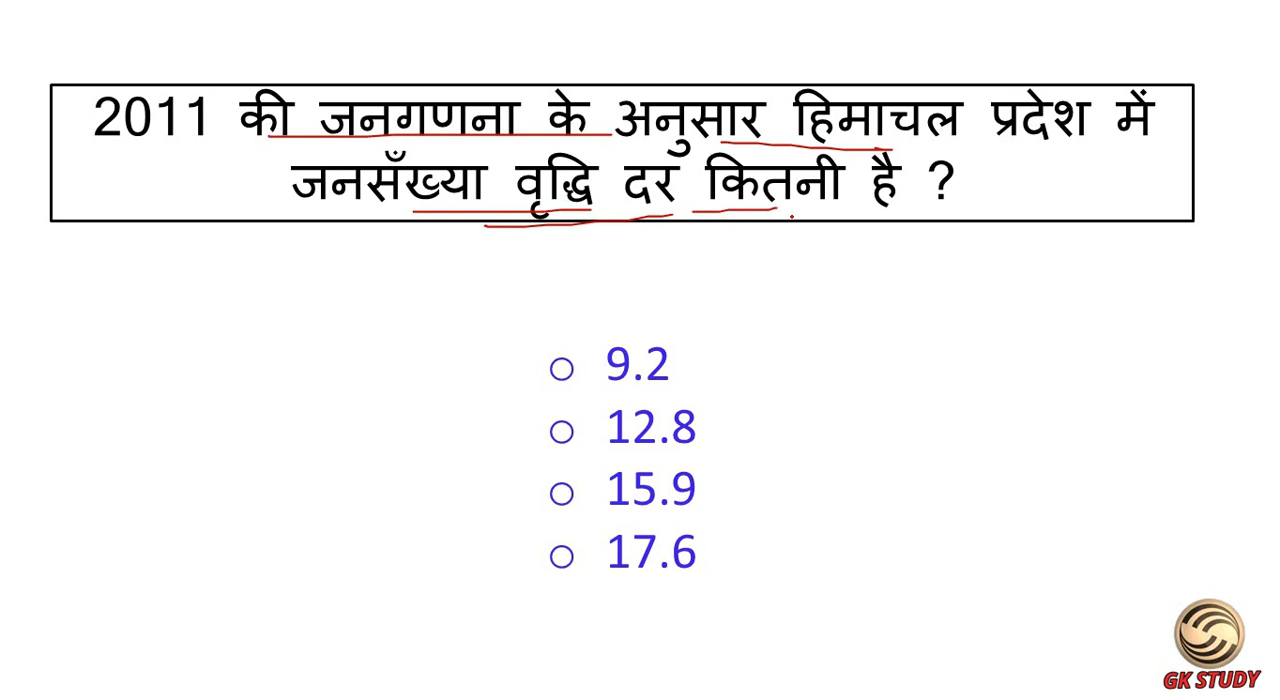 2011 की जनगणना के अनुसार हिमाचल प्रदेश में
जनसँख्या वृद्धि दर कितनी है ?
9.2
12.8
15.9
17.6
GK STUDY